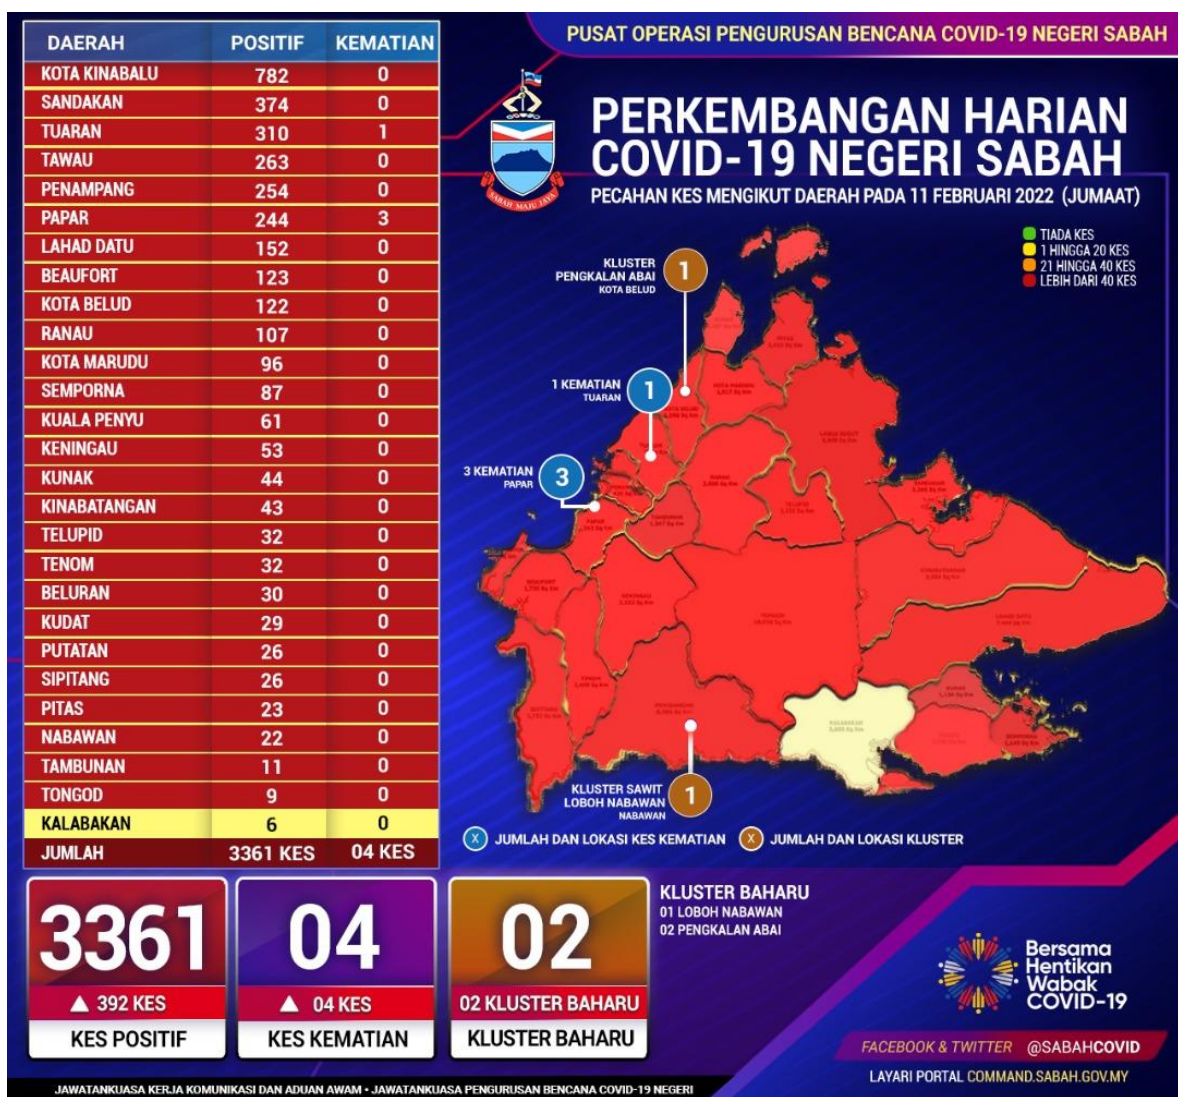 DAERAH POSITIF KEMATIAN
KOTA KINABALU 782 0
SANDAKAN 374 0
TUARAN 310 1
TAWAU 263 0
PENAMPANG 254 0
PAPAR 244 3
LAHAD DATU 152 0
BEAUFORT 123 0
KOTA BELUD 122 0
RANAU 107 0
KOTA MARUDU 96 0
SEMPORNA 87 0
KUALA PENYU 61 0
KENINGAU 53 0
KUNAK 44 0
KINABATANGAN 43 0
TELUPID 32 0
TENOM 32 0
BELURAN 30 0
KUDAT 29 0
PUTATAN 26 0
SIPITANG 26 0
PITAS 23 0
NABAWAN 22 0
TAMBUNAN 11 0
TONGOD 9 0
KALABAKAN 6 0
JUMLAH 3361 KES 04 KES
PUSAT OPERASI PENGURUSAN BENCANA COVID-19 NEGERI SABAH
SABAH MAJU JAYA
PERKEMBANGAN HARIAN
COVID-19 NEGERI SABAH
PECAHAN KES MENGIKUT DAERAH PADA 11 FEBRUARI 2022 (JUMAAT)
TIADA KES
1 HINGGA 20 KES
21 HINGGA 40 KES
LEBIH DARI 40 KES
KLUSTER
PENGKALAN ABAI
KOTA BELUD
1
1 KEMATIAN
TUARAN
1
3 KEMATIAN
PAPAR
3
KLUSTER SAWIT
LOBOH NABAWAN
NABAWAN
1
X JUMLAH DAN LOKASI KES KEMATIAN
X JUMLAH DAN LOKASI KLUSTER
3361
▲ 392 KES
KES POSITIF
04
▲ 04 KES
KES KEMATIAN
02
02 KLUSTER BAHARU
KLUSTER BAHARU
KLUSTER BAHARU
01 LOBOH NABAWAN
02 PENGKALAN ABAI
Bersama
Hentikan
Wabak
COVID-19
FACEBOOK & TWITTER @SABAHCOVID
LAYARI PORTAL COMMAND.SABAH.GOV.MY
JAWATANKUASA KERJA KOMUNIKASI DAN ADUAN AWAM • JAWATANKUASA PENGURUSAN BENCANA COVID-19 NEGERI